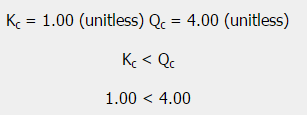 Kc = 1.00 (unitless) Qc = 4.00 (unitless)
Kc < Qc
1.00 < 4.00